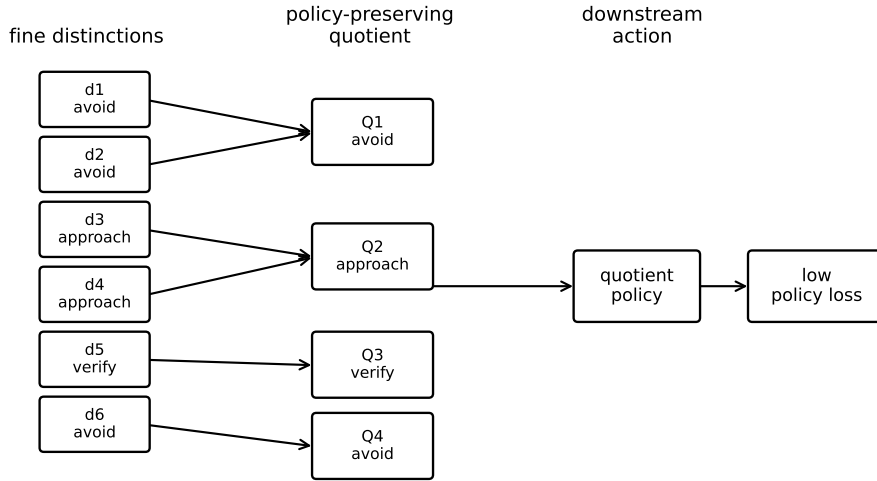 fine distinctions
policy-preserving
quotient
downstream
action
d1
avoid
d2
avoid
d3
approach
d4
approach
d5
verify
d6
avoid
Q1
avoid
Q2
approach
Q3
verify
Q4
avoid
quotient
policy
low
policy loss